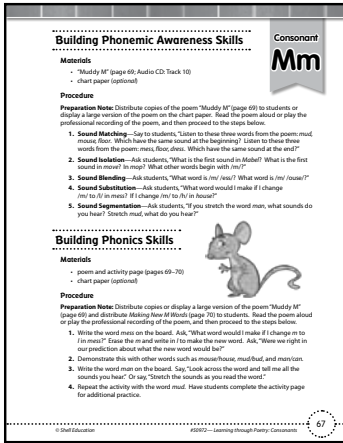 Building Phonemic Awareness Skills
Consonant
Mm
Materials
• "Muddy M" (page 69; Audio CD: Track 10)
• chart paper (optional)
Procedure
Preparation Note: Distribute copies of the poem "Muddy M" (page 69) to students or
display a large version of the poem on the chart paper. Read the poem aloud or play the
professional recording of the poem, and then proceed to the steps below.
1. Sound Matching—Say to students, "Listen to these three words from the poem: mud,
mouse, floor. Which have the same sound at the beginning? Listen to these three
words from the poem: mess, floor, dress. Which have the same sound at the end?"
2. Sound Isolation—Ask students, "What is the first sound in Mabel? What is the first
sound in move? In mop? What other words begin with /m/?"
3. Sound Blending—Ask students, "What word is /m/ /ess/? What word is /m/ /ouse/?"
4. Sound Substitution—Ask students, "What word would I make if I change
/m/ to /l/ in mess? If I change /m/ to /h/ in house?"
5. Sound Segmentation—Ask students, "If you stretch the word man, what sounds do
you hear? Stretch mud, what do you hear?"
Building Phonics Skills
Materials
• poem and activity page (pages 69–70)
• chart paper (optional)
Procedure
Preparation Note: Distribute copies or display a large version of the poem "Muddy M"
(page 69) and distribute Making New M Words (page 70) to students. Read the poem aloud
or play the professional recording of the poem, and then proceed to the steps below.
1. Write the word mess on the board. Ask, "What word would I make if I change m to
l in mess?" Erase the m and write in l to make the new word. Ask, "Were we right in
our prediction about what the new word would be?"
2. Demonstrate this with other words such as mouse/house, mud/bud, and man/can.
3. Write the word man on the board. Say, "Look across the word and tell me all the
sounds you hear." Or say, "Stretch the sounds as you read the word."
4. Repeat the activity with the word mud. Have students complete the activity page
for additional practice.
© Shell Education
#50972—Learning through Poetry: Consonants
67